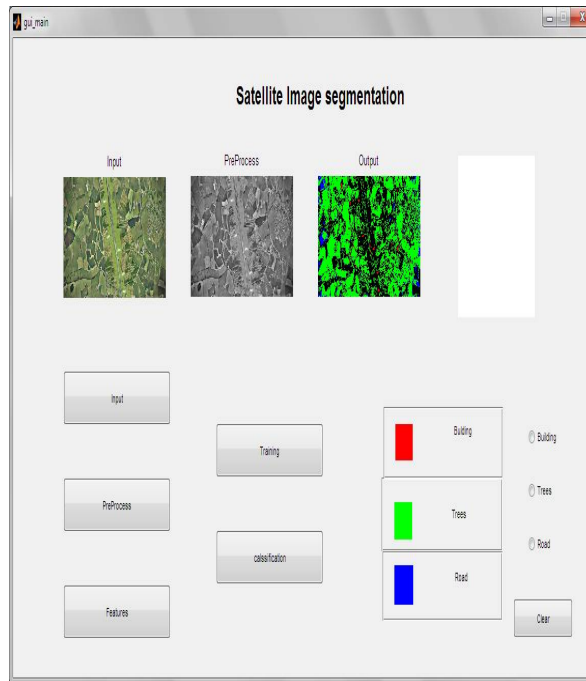 gui_main
Satellite Image segmentation
Input
PreProcess
Output
Input
PreProcess
Features
Training
calssification
Bulding
Trees
Road
Building
Trees
Road
Clear